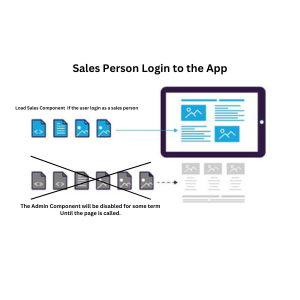 Sales Person Login to the App
Load Sales Component if the user login as a sales person
The Admin Component will be disabled for some term
Until the page is called.